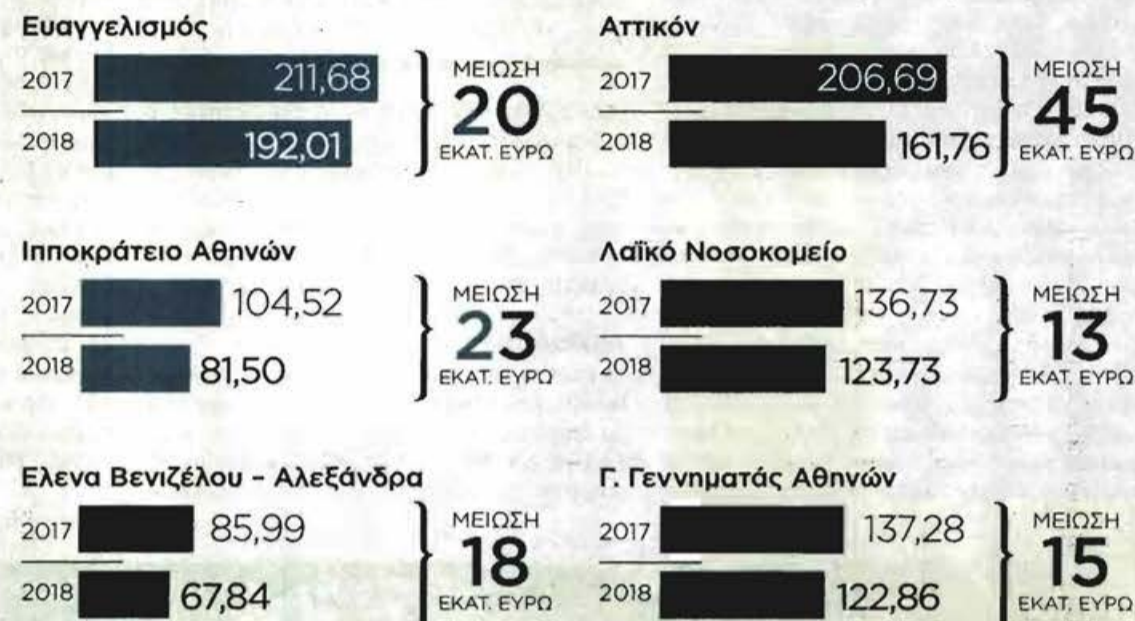 Ευαγγελισμός
2017 211,68
2018 192,01
ΜΕΙΩΣΗ
20
ΕΚΑΤ. ΕΥΡΩ
Αττικόν
2017 206,69
2018 161,76
ΜΕΙΩΣΗ
45
ΕΚΑΤ. ΕΥΡΩ
Ιπποκράτειο Αθηνών
2017 104,52
2018 81,50
ΜΕΙΩΣΗ
23
ΕΚΑΤ. ΕΥΡΩ
Λαϊκό Νοσοκομείο
2017 136,73
2018 123,73
ΜΕΙΩΣΗ
13
ΕΚΑΤ. ΕΥΡΩ
Ελενα Βενιζέλου - Αλεξάνδρα
2017 85,99
2018 67,84
ΜΕΙΩΣΗ
18
ΕΚΑΤ. ΕΥΡΩ
Γ. Γεννηματάς Αθηνών
2017 137,28
2018 122,86
ΜΕΙΩΣΗ
15
ΕΚΑΤ. ΕΥΡΩ